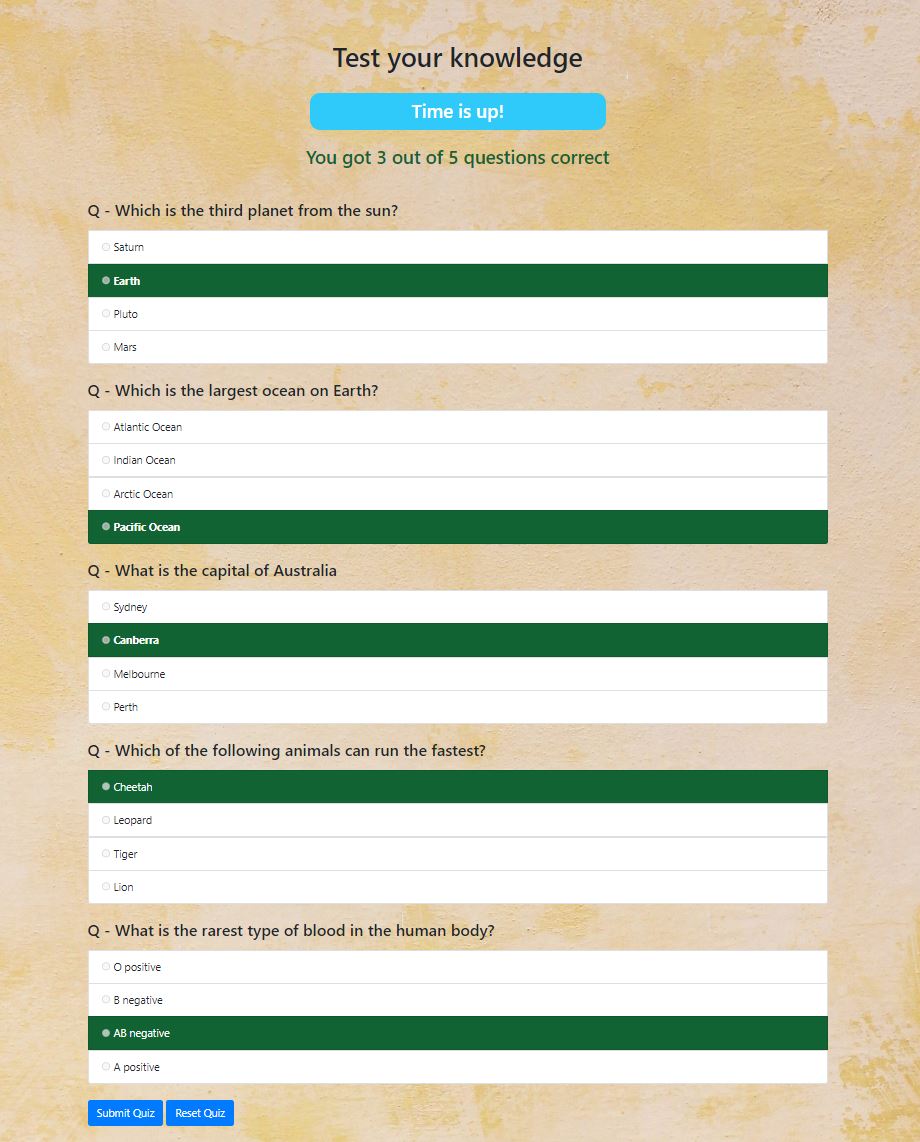 Test your knowledge
Time is up!
You got 3 out of 5 questions correct
Q - Which is the third planet from the sun?
Saturn
Earth
Pluto
Mars
Q - Which is the largest ocean on Earth?
Atlantic Ocean
Indian Ocean
Arctic Ocean
Pacific Ocean
Q - What is the capital of Australia
Sydney
Canberra
Melbourne
Perth
Q - Which of the following animals can run the fastest?
Cheetah
Leopard
Tiger
Lion
Q - What is the rarest type of blood in the human body?
O positive
B negative
AB negative
A positive
Submit Quiz Reset Quiz